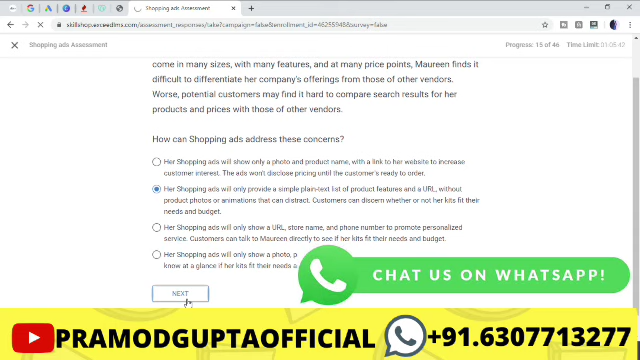 Shopping ads Assessment
skillshop.exceedlms.com/assessment_responses/take?campaign=false&enrollment_id=46255948&survey=false
Shopping ads Assessment
Progress: 15 of 46
Time Limit: 01:05:42
come in many sizes, with many features, and at many price points, Maureen finds it
difficult to differentiate her company's offerings from those of other vendors.
Worse, potential customers may find it hard to compare search results for her
products and prices with those of other vendors.
How can Shopping ads address these concerns?
Her Shopping ads will show only a photo and product name, with a link to her website to increase
customer interest. The ads won't disclose pricing until the customer's ready to order.
Her Shopping ads will only provide a simple plain-text list of product features and a URL, without
product photos or animations that can distract. Customers can discern whether or not her kits fit their
needs and budget.
Her Shopping ads will only show a URL, store name, and phone number to promote personalized
service. Customers can talk to Maureen directly to see if her kits fit their needs and budget.
Her Shopping ads will only show a photo, p
know at a glance if her kits fit their needs a
NEXT
CHAT US ON WHATSAPP!
PRAMODGUPTAOFFICIAL
+91.6307713277